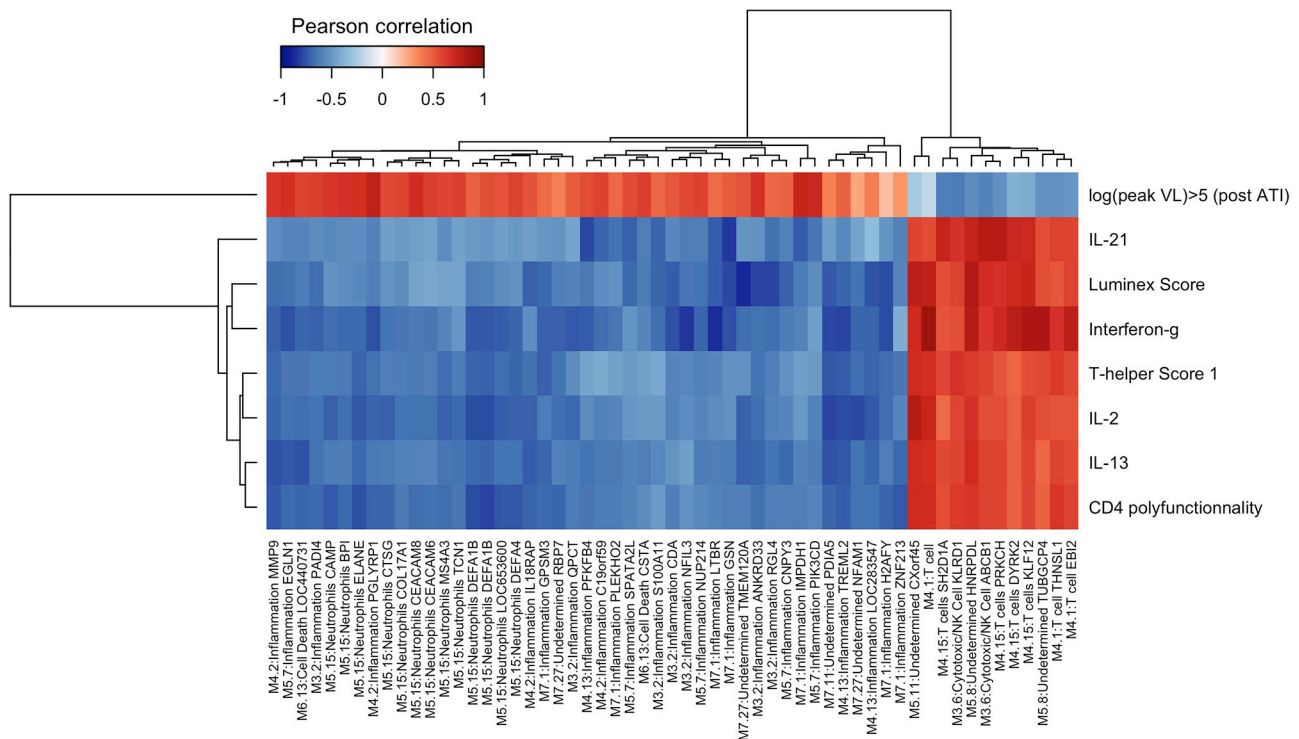 Pearson correlation
-1 -0.5 0 0.5 1
log(peak VL)>5 (post ATI)
IL-21
Luminex Score
Interferon-g
T-helper Score 1
IL-2
IL-13
CD4 polyfunctionnality
M4.2:Inflammation MMP9
M5.7:Inflammation EGLN1
M6.13:Cell Death LOC440731
M3.2:Inflammation PADI4
M5.15:Neutrophils CAMP
M5.15:Neutrophils BPI
M5.15:Neutrophils ELANE
M4.2:Inflammation PGLYRP1
M5.15:Neutrophils CTSG
M5.15:Neutrophils COL17A1
M5.15:Neutrophils CEACAM8
M5.15:Neutrophils CEACAM6
M5.15:Neutrophils MS4A3
M5.15:Neutrophils TCN1
M5.15:Neutrophils DEFA1B
M5.15:Neutrophils DEFA1B
M5.15:Neutrophils LOC653600
M5.15:Neutrophils DEFA4
M4.2:Inflammation IL18RAP
M7.1:Inflammation GPSM3
M7.27:Undetermined RBP7
M3.2:Inflammation QPCT
M4.13:Inflammation PFKFB4
M4.2:Inflammation C19orf59
M7.1:Inflammation PLEKHO2
M5.7:Inflammation SPATA2L
M6.13:Cell Death CSTA
M3.2:Inflammation S100A11
M3.2:Inflammation CDA
M3.2:Inflammation NFIL3
M5.7:Inflammation NUP214
M7.1:Inflammation LTBR
M7.1:Inflammation GSN
M7.27:Undetermined TMEM120A
M3.2:Inflammation ANKRD33
M3.2:Inflammation RGL4
M5.7:Inflammation CNPY3
M7.1:Inflammation IMPDH1
M5.7:Inflammation PIK3CD
M7.11:Undetermined PDIA5
M4.13:Inflammation TREML2
M7.27:Undetermined NFAM1
M4.13:Inflammation LOC283547
M7.1:Inflammation H2AFY
M7.1:Inflammation ZNF213
M5.11:Undetermined CXorf45
M4.1:T cell
M4.15:T cells SH2D1A
M3.6:Cytotoxic/NK Cell KLRD1
M5.8:Undetermined HNRPDL
M3.6:Cytotoxic/NK Cell ABCB1
M4.15:T cells PRKCH
M4.15:T cells DYRK2
M4.15:T cells KLF12
M5.8:Undetermined TUBGCP4
M4.1:T cell THNSL1
M4.1:T cell EBI2